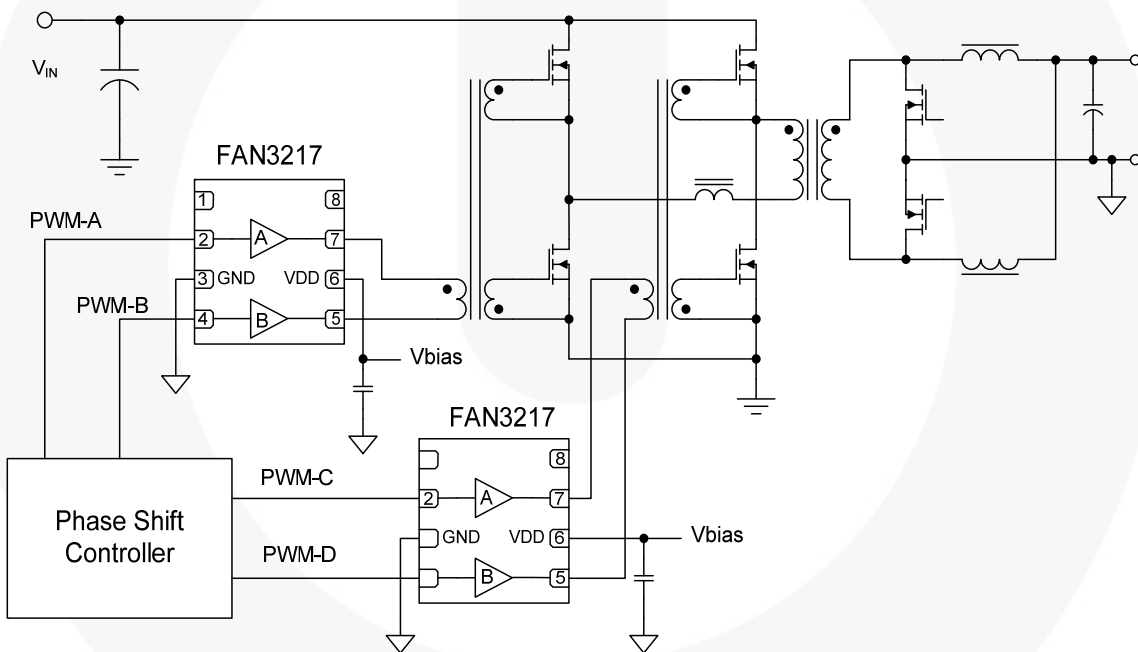 VIN
FAN3217
1
8
PWM-A
2
A
7
3
GND
VDD
6
PWM-B
4
B
5
Vbias
FAN3217
8
PWM-C
2
A
7
Phase Shift
Controller
GND
VDD
6
Vbias
PWM-D
B
5